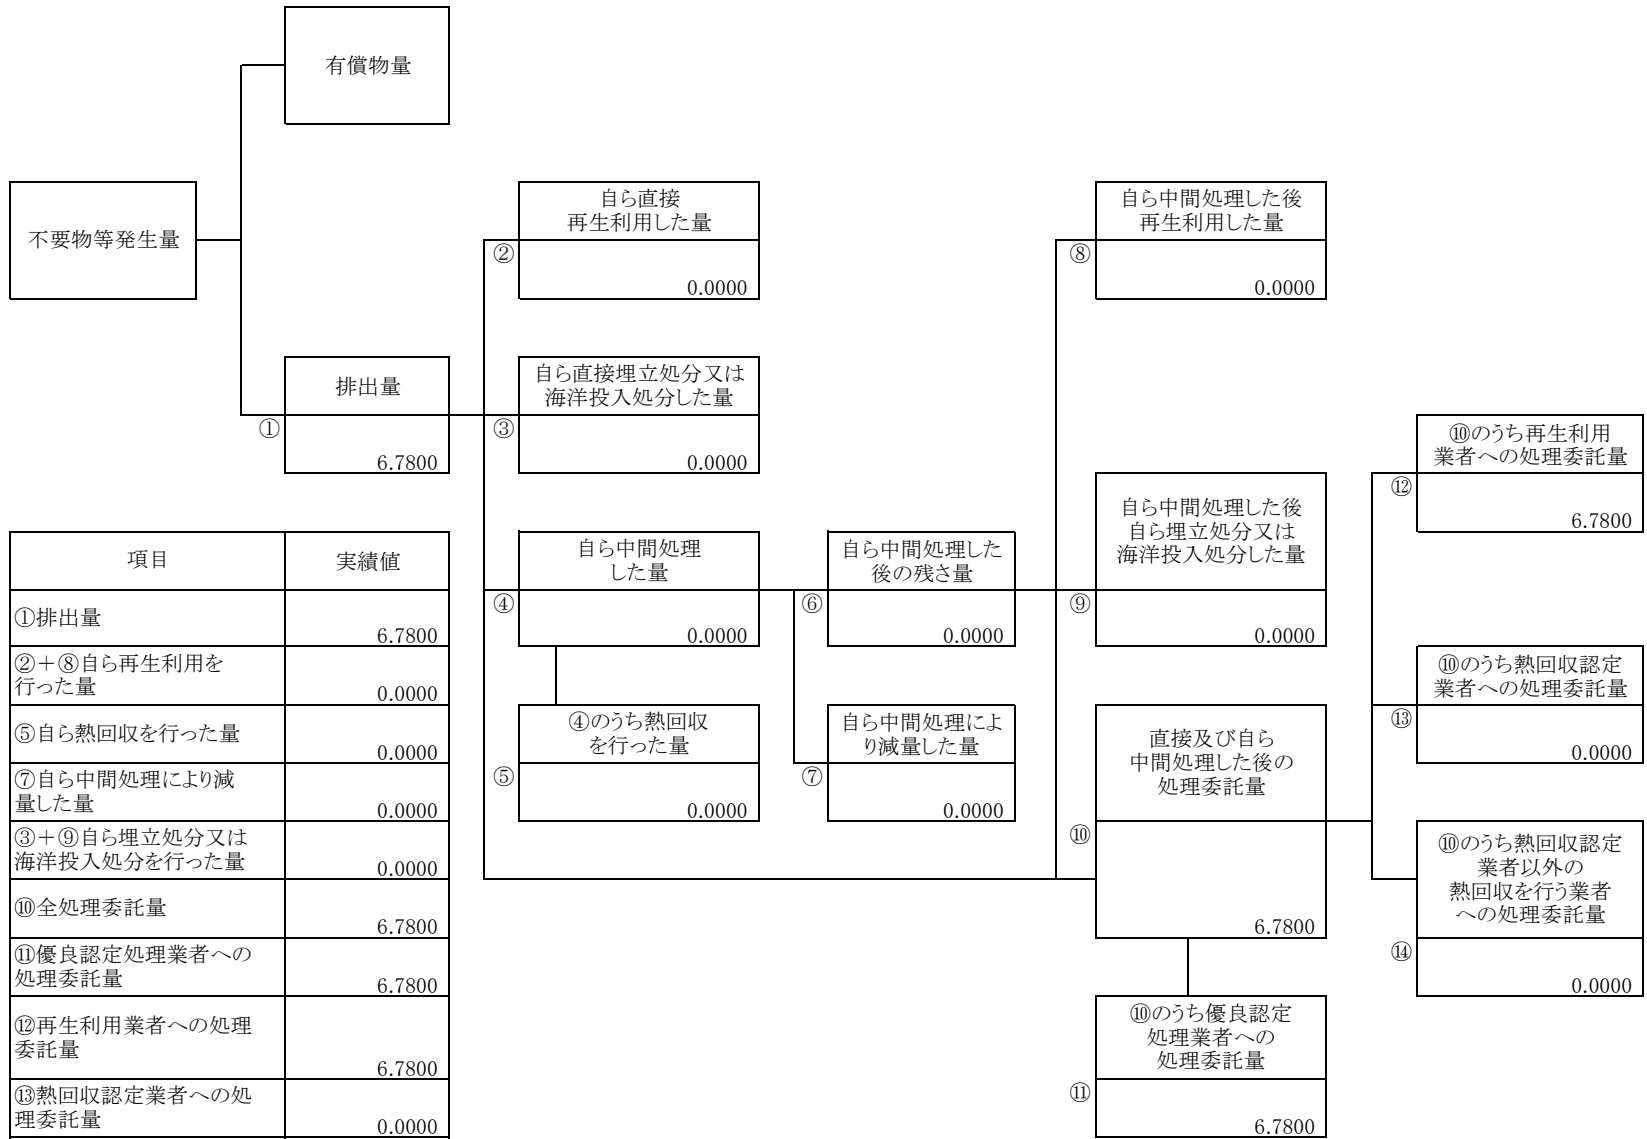 有償物量
不要物等発生量
自ら直接
再生利用した量
②
0.0000
自ら中間処理した後
再生利用した量
⑧
0.0000
排出量
①
6.7800
自ら直接埋立処分又は
海洋投入処分した量
③
0.0000
⑩のうち再生利用
業者への処理委託量
⑫
6.7800
自ら中間処理した後
自ら埋立処分又は
海洋投入処分した量
⑨
0.0000
自ら中間処理
した量
④
0.0000
自ら中間処理した
後の残さ量
⑥
0.0000
④のうち熱回収
を行った量
⑤
0.0000
自ら中間処理によ
り減量した量
⑦
0.0000
⑩のうち熱回収認定
業者への処理委託量
⑬
0.0000
直接及び自ら
中間処理した後の
処理委託量
⑩
6.7800
⑩のうち熱回収認定
業者以外の
熱回収を行う業者
への処理委託量
⑭
0.0000
⑩のうち優良認定
処理業者への
処理委託量
⑪
6.7800
項目 実績値
①排出量
6.7800
②+⑧自ら再生利用を
行った量
0.0000
⑤自ら熱回収を行った量
0.0000
⑦自ら中間処理により減
量した量
0.0000
③+⑨自ら埋立処分又は
海洋投入処分を行った量
0.0000
⑩全処理委託量
6.7800
⑪優良認定処理業者への
処理委託量
6.7800
⑫再生利用業者への処理
委託量
6.7800
⑬熱回収認定業者への処
理委託量
0.0000